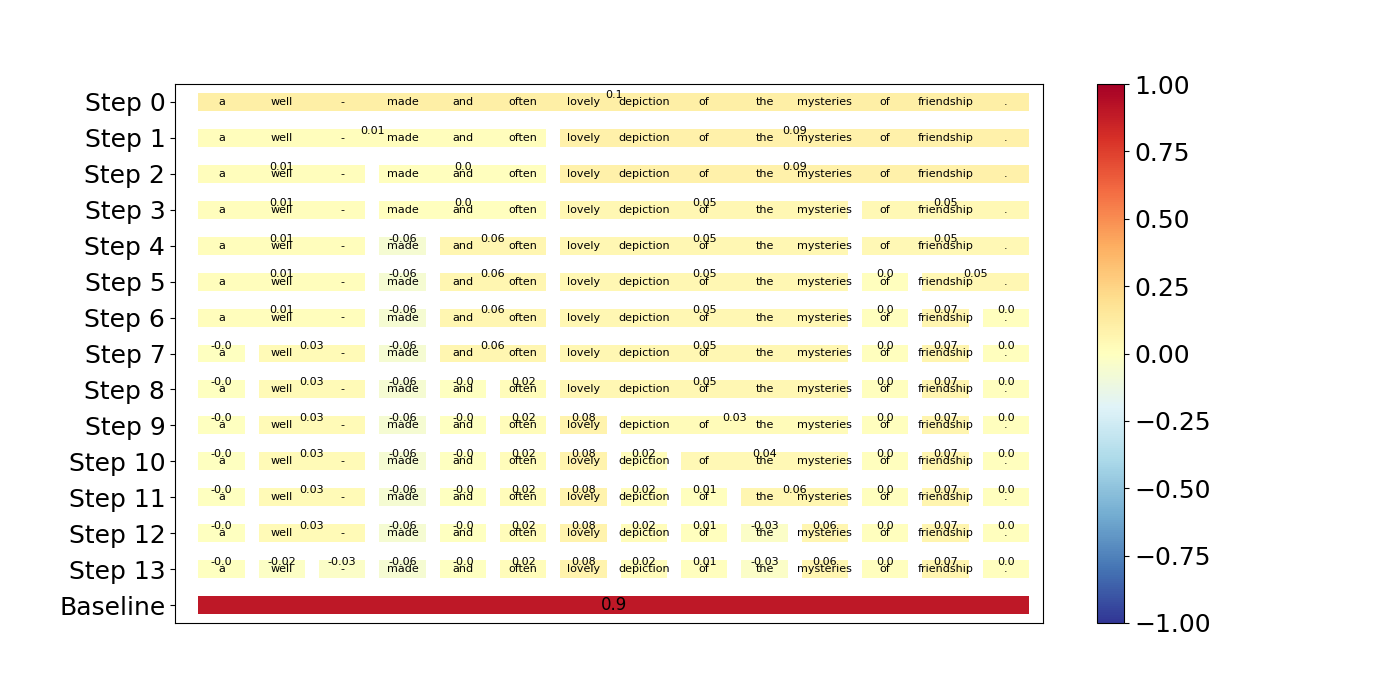 0.1
Step 0 a well - made and often lovely depiction of the mysteries of friendship .
0.01 0.09
Step 1 a well - made and often lovely depiction of the mysteries of friendship .
0.01 0.0 0.09
Step 2 a well - made and often lovely depiction of the mysteries of friendship .
0.01 0.0 0.05 0.05
Step 3 a well - made and often lovely depiction of the mysteries of friendship .
0.01 -0.06 0.06 0.05 0.05
Step 4 a well - made and often lovely depiction of the mysteries of friendship .
0.01 -0.06 0.06 0.05 0.0 0.05
Step 5 a well - made and often lovely depiction of the mysteries of friendship .
0.01 -0.06 0.06 0.05 0.0 0.07 0.0
Step 6 a well - made and often lovely depiction of the mysteries of friendship .
-0.0 0.03 -0.06 0.06 0.05 0.0 0.07 0.0
Step 7 a well - made and often lovely depiction of the mysteries of friendship .
-0.0 0.03 -0.06 -0.0 0.02 0.05 0.0 0.07 0.0
Step 8 a well - made and often lovely depiction of the mysteries of friendship .
-0.0 0.03 -0.06 -0.0 0.02 0.08 0.03 0.0 0.07 0.0
Step 9 a well - made and often lovely depiction of the mysteries of friendship .
-0.0 0.03 -0.06 -0.0 0.02 0.08 0.02 0.04 0.0 0.07 0.0
Step 10 a well - made and often lovely depiction of the mysteries of friendship .
-0.0 0.03 -0.06 -0.0 0.02 0.08 0.02 0.01 0.06 0.0 0.07 0.0
Step 11 a well - made and often lovely depiction of the mysteries of friendship .
-0.0 0.03 -0.06 -0.0 0.02 0.08 0.02 0.01 -0.03 0.06 0.0 0.07 0.0
Step 12 a well - made and often lovely depiction of the mysteries of friendship .
-0.0 -0.02 -0.03 -0.06 -0.0 0.02 0.08 0.02 0.01 -0.03 0.06 0.0 0.07 0.0
Step 13 a well - made and often lovely depiction of the mysteries of friendship .
Baseline 0.9
1.00
0.75
0.50
0.25
0.00
−0.25
−0.50
−0.75
−1.00